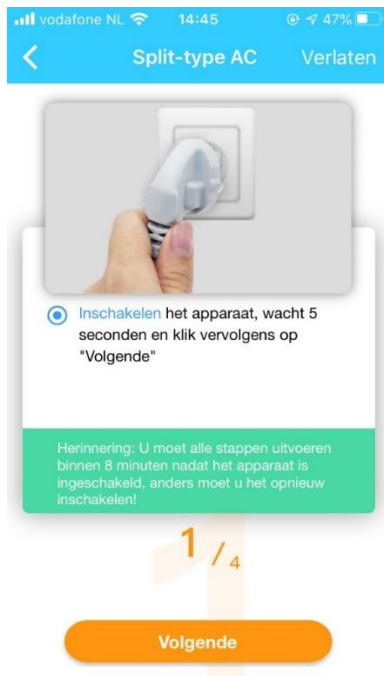 vodafone NL 14:45 47%
Split-type AC Verlaten
Inschakelen het apparaat, wacht 5
seconden en klik vervolgens op
"Volgende"
Herinnering: U moet alle stappen uitvoeren
binnen 8 minuten nadat het apparaat is
ingeschakeld, anders moet u het opnieuw
inschakelen!
1 / 4
Volgende